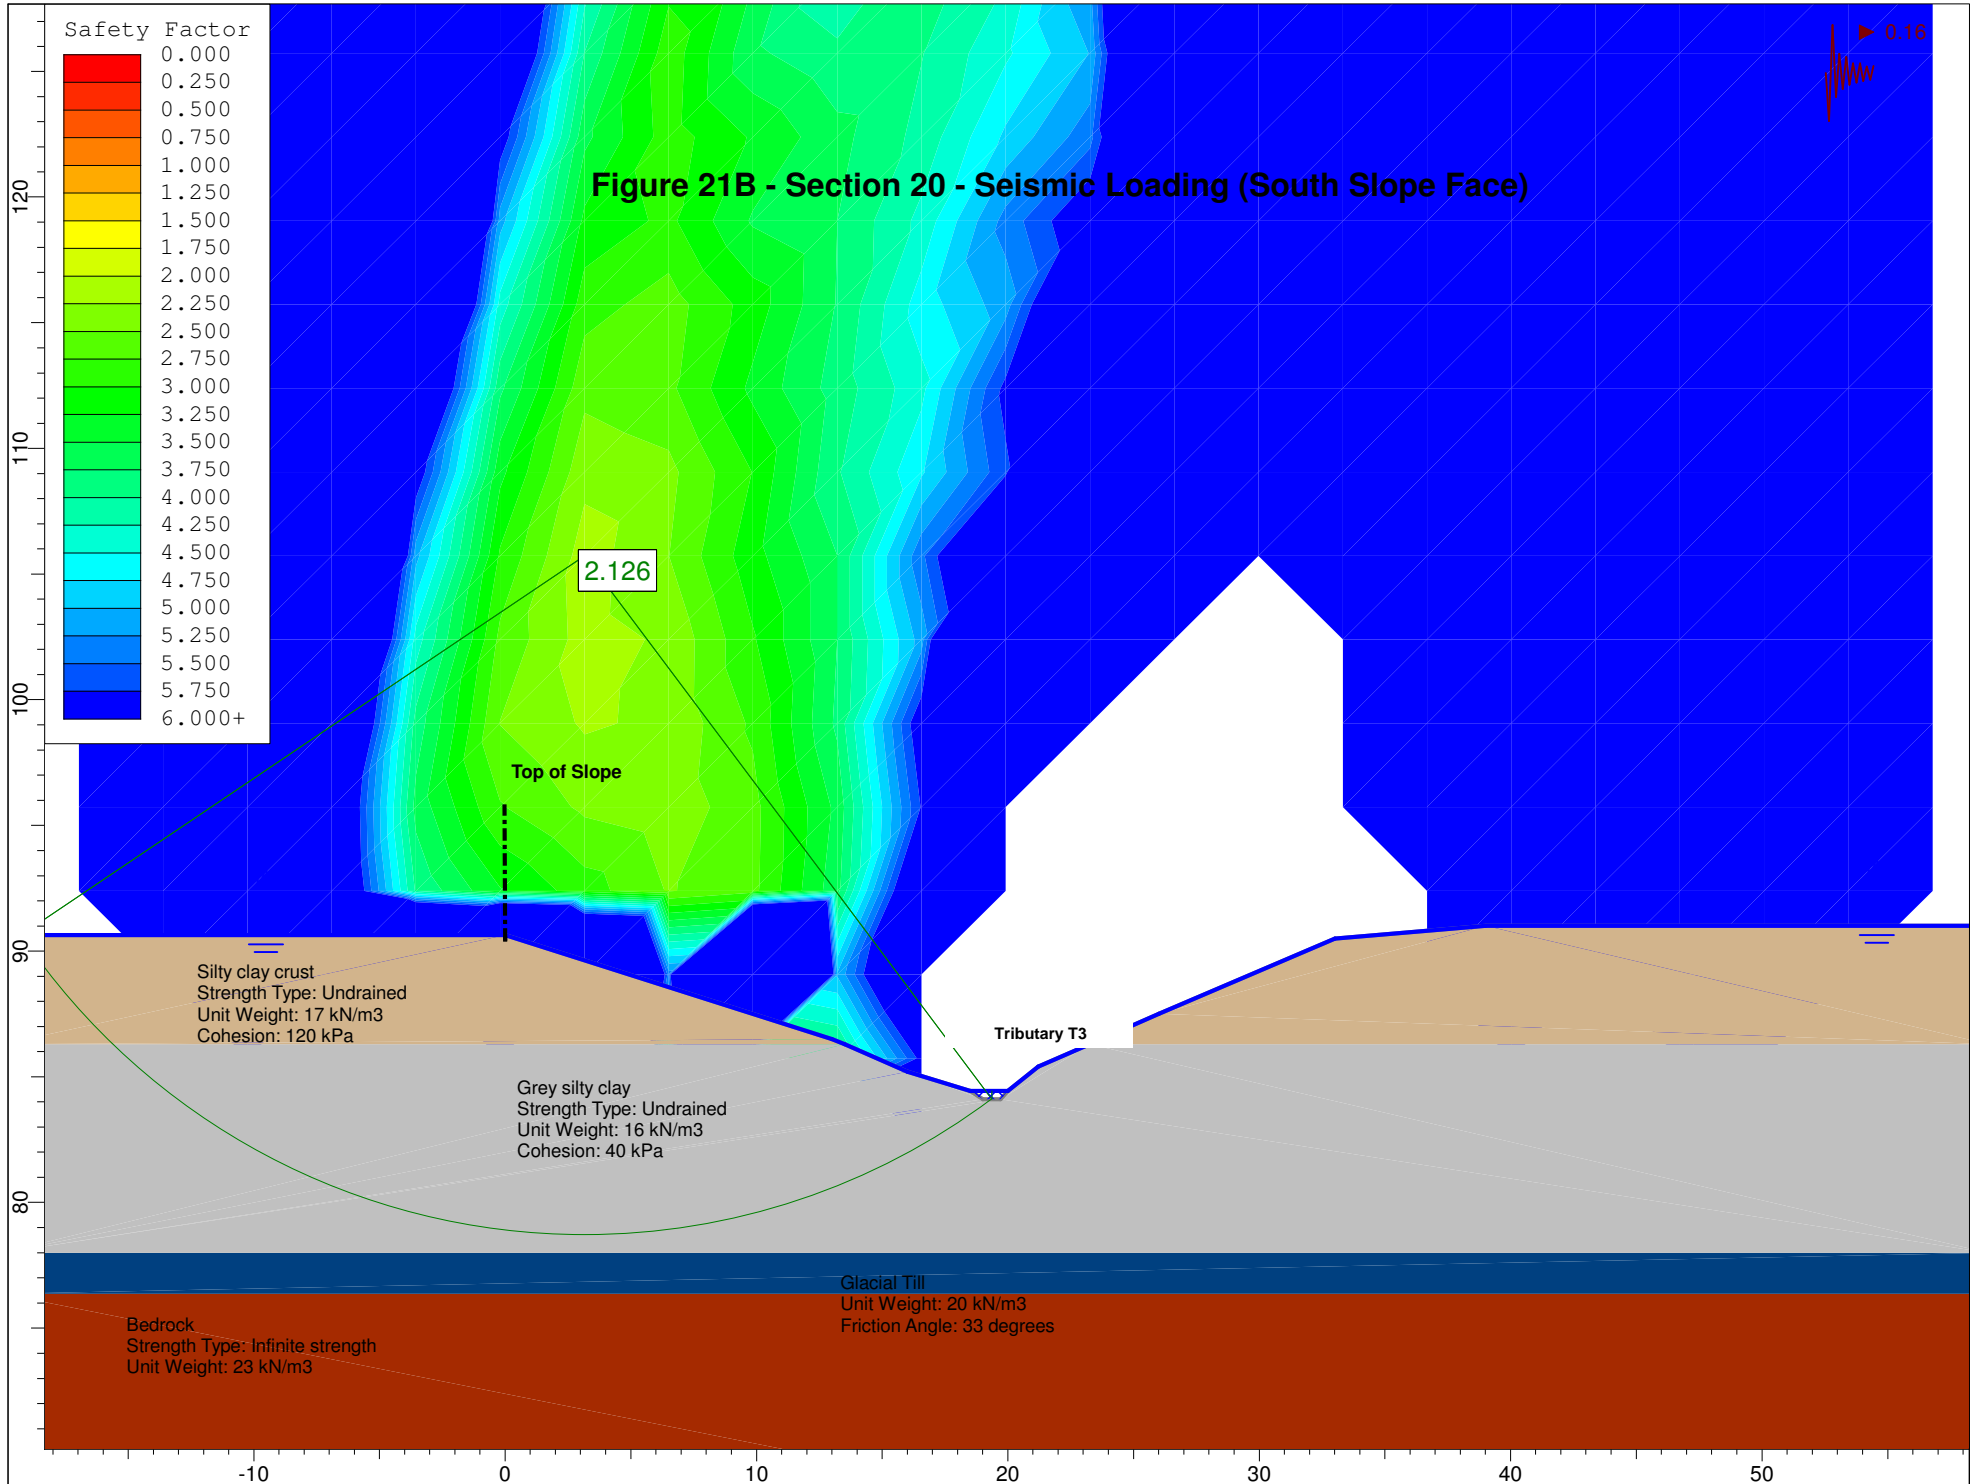 Safety Factor
0.000
0.250
0.500
0.750
1.000
1.250
1.500
1.750
2.000
2.250
2.500
2.750
3.000
3.250
3.500
3.750
4.000
4.250
4.500
4.750
5.000
5.250
5.500
5.750
6.000+
0.16
Figure 21B - Section 20 - Seismic Loading (South Slope Face)
2.126
Top of Slope
Silty clay crust
Strength Type: Undrained
Unit Weight: 17 kN/m3
Cohesion: 120 kPa
Tributary T3
Grey silty clay
Strength Type: Undrained
Unit Weight: 16 kN/m3
Cohesion: 40 kPa
Glacial Till
Unit Weight: 20 kN/m3
Friction Angle: 33 degrees
Bedrock
Strength Type: Infinite strength
Unit Weight: 23 kN/m3
120
110
100
90
80
-10
0
10
20
30
40
50